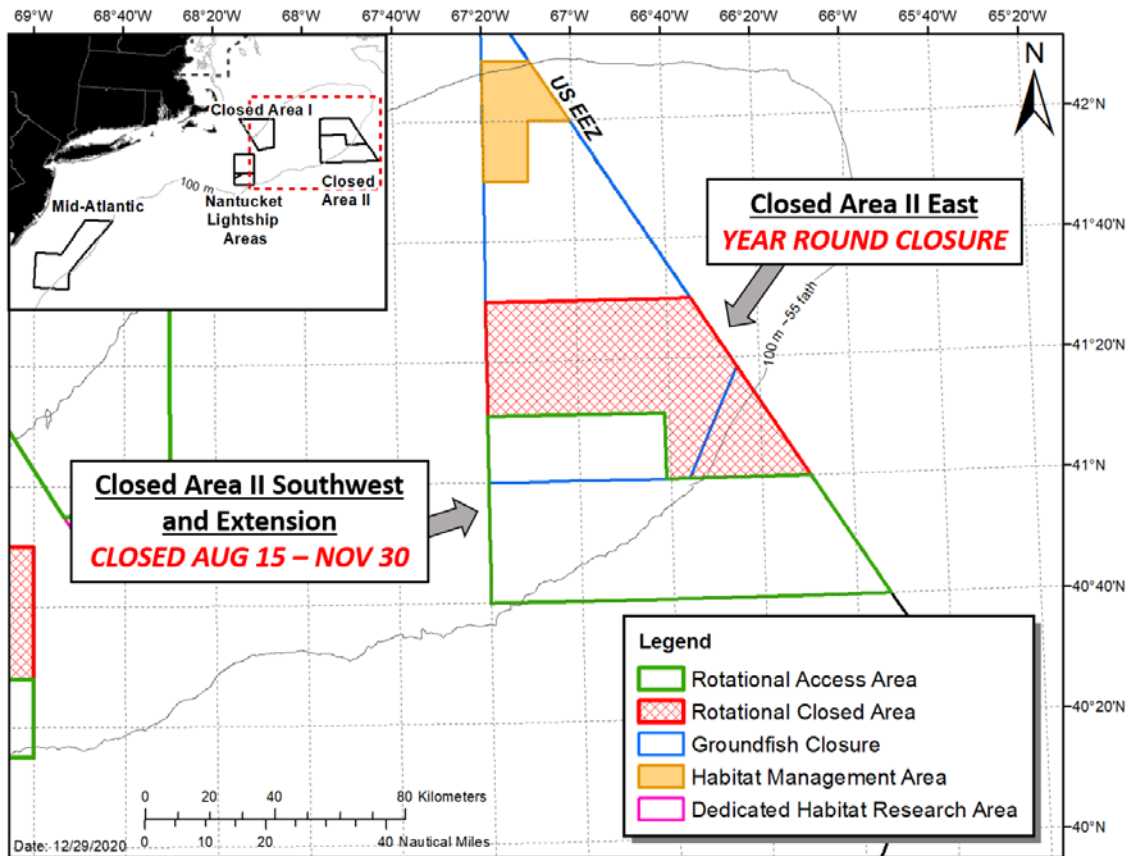 69°W 68°40'W 68°20'W 68°W 67°40'W 67°20'W 67°W 66°40'W 66°20'W 66°W 65°40'W 65°20'W
Closed Area I
100 m
Closed
Area II
Nantucket
Lightship
Areas
Mid-Atlantic
US EEZ
N
42°N
41°40'N
41°20'N
41°N
40°40'N
40°20'N
40°N
Closed Area II East
YEAR ROUND CLOSURE
100 m ~55 fath
Closed Area II Southwest
and Extension
CLOSED AUG 15 – NOV 30
Legend
Rotational Access Area
Rotational Closed Area
Groundfish Closure
Habitat Management Area
Dedicated Habitat Research Area
0 20 40 80 Kilometers
0 10 20 40 Nautical Miles
Date: 12/29/2020